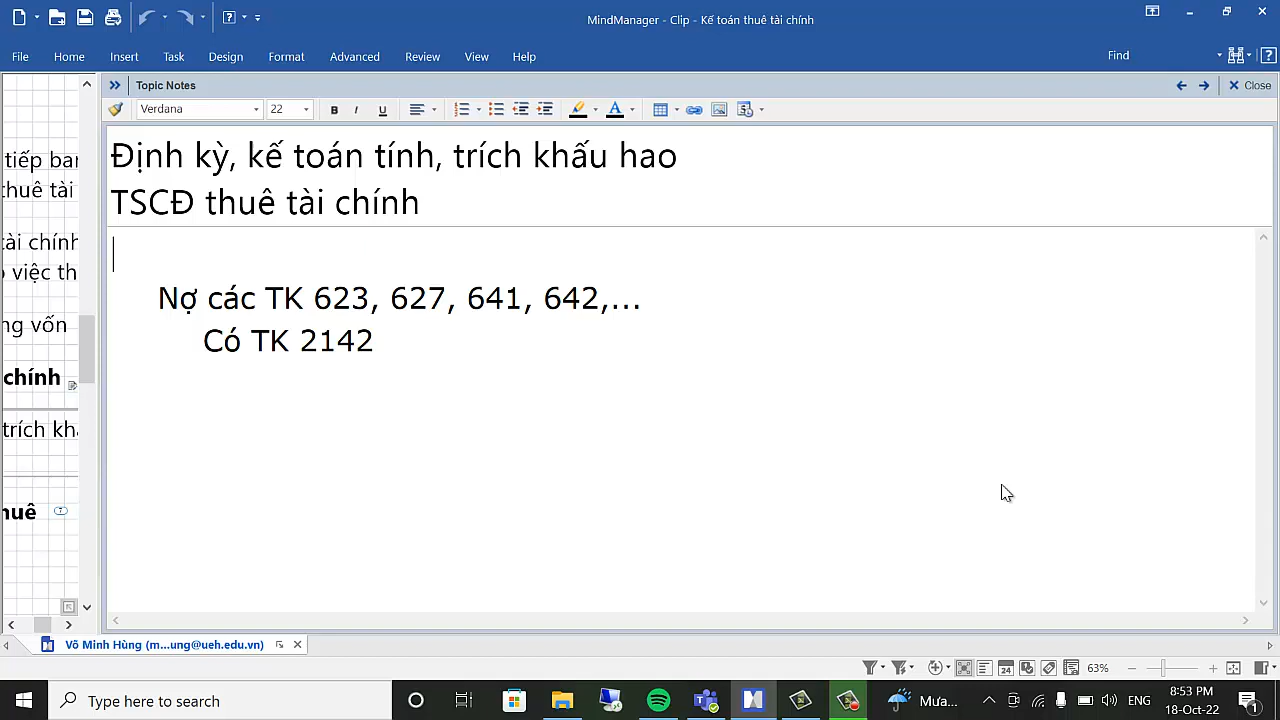 MindManager - Clip - Kế toán thuê tài chính
File Home Insert Task Design Format Advanced Review View Help Find
Topic Notes Close
Verdana 22 B I U A
Định kỳ, kế toán tính, trích khấu hao
TSCĐ thuê tài chính
Nợ các TK 623, 627, 641, 642,...
Có TK 2142
tiếp
thuê tài
tài chính
việc th
ng vốn
chính
trích kh
huê
Võ Minh Hùng (m...ung@ueh.edu.vn)
24 63%
Type here to search Mưa... ENG 8:53 PM
18-Oct-22